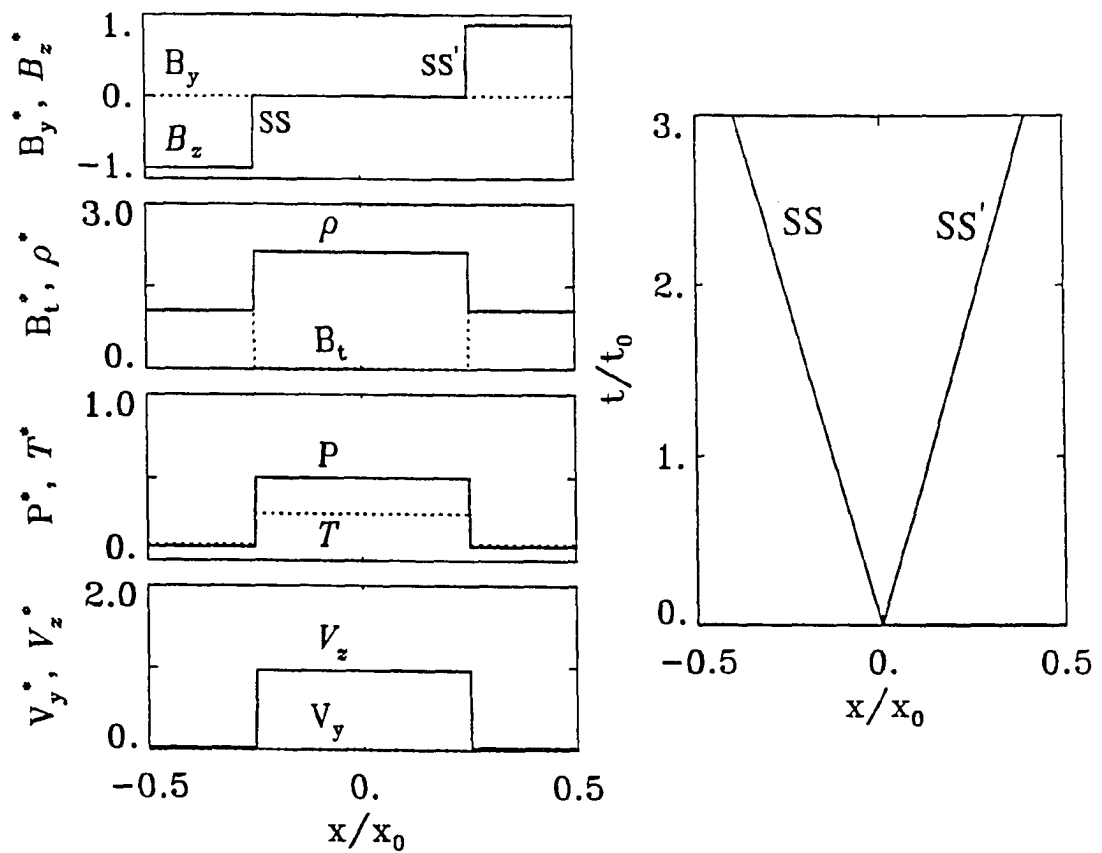 1.
0.
-1.
B_y^*, B_z^*
B_y
B_z
SS
SS'
3.0
0.
B_t^*, ρ^*
ρ
B_t
1.0
0.
P^*, T^*
P
T
2.0
0.
V_y^*, V_z^*
V_z
V_y
-0.5 0. 0.5
x/x_0
3.
2.
1.
0.
t/t_0
SS
SS'
-0.5 0. 0.5
x/x_0